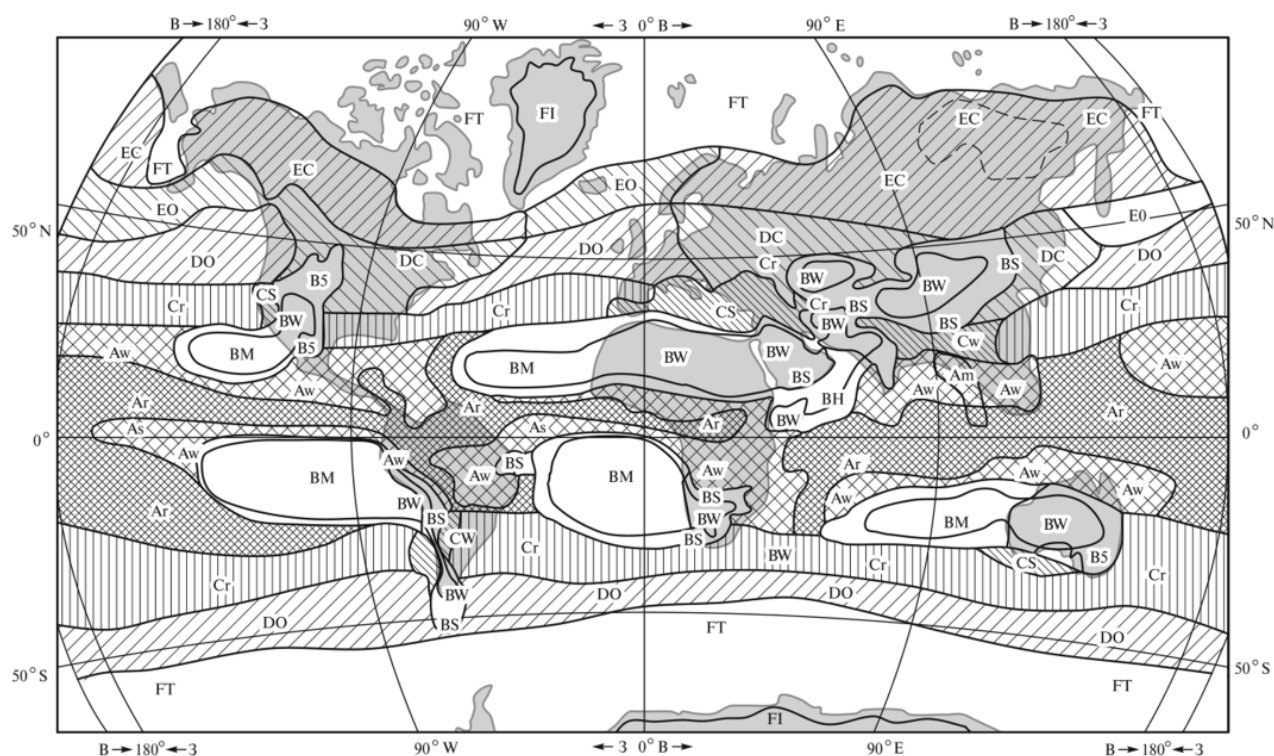 B → 180° ← 3
90° W
← 3 0° B →
90° E
B → 180° ← 3
FT
FI
FT
EC
EC
FT
EC
FT
EC
EC
EO
EO
E0
50° N
50° N
DO
B5
DC
DC
Cr
BW
BW
BS
DC
DO
DO
CS
Cr
BW
Cr
CS
Cr
BW
BS
BS
Cw
Cr
Aw
BM
B5
BM
BW
BW
BS
Aw
Am
Aw
Aw
Aw
BH
Ar
Ar
Ar
BW
Ar
As
As
0°
0°
Aw
Aw
BS
Aw
Ar
Aw
BM
Aw
BM
BS
Aw
Aw
Ar
BW
BS
BW
BM
BW
CW
BS
Cr
BW
CS
B5
Cr
Cr
Cr
BW
DO
DO
DO
BS
DO
FT
50° S
50° S
FT
FT
FI
B → 180° ← 3
90° W
← 3 0° B →
90° E
B → 180° ← 3